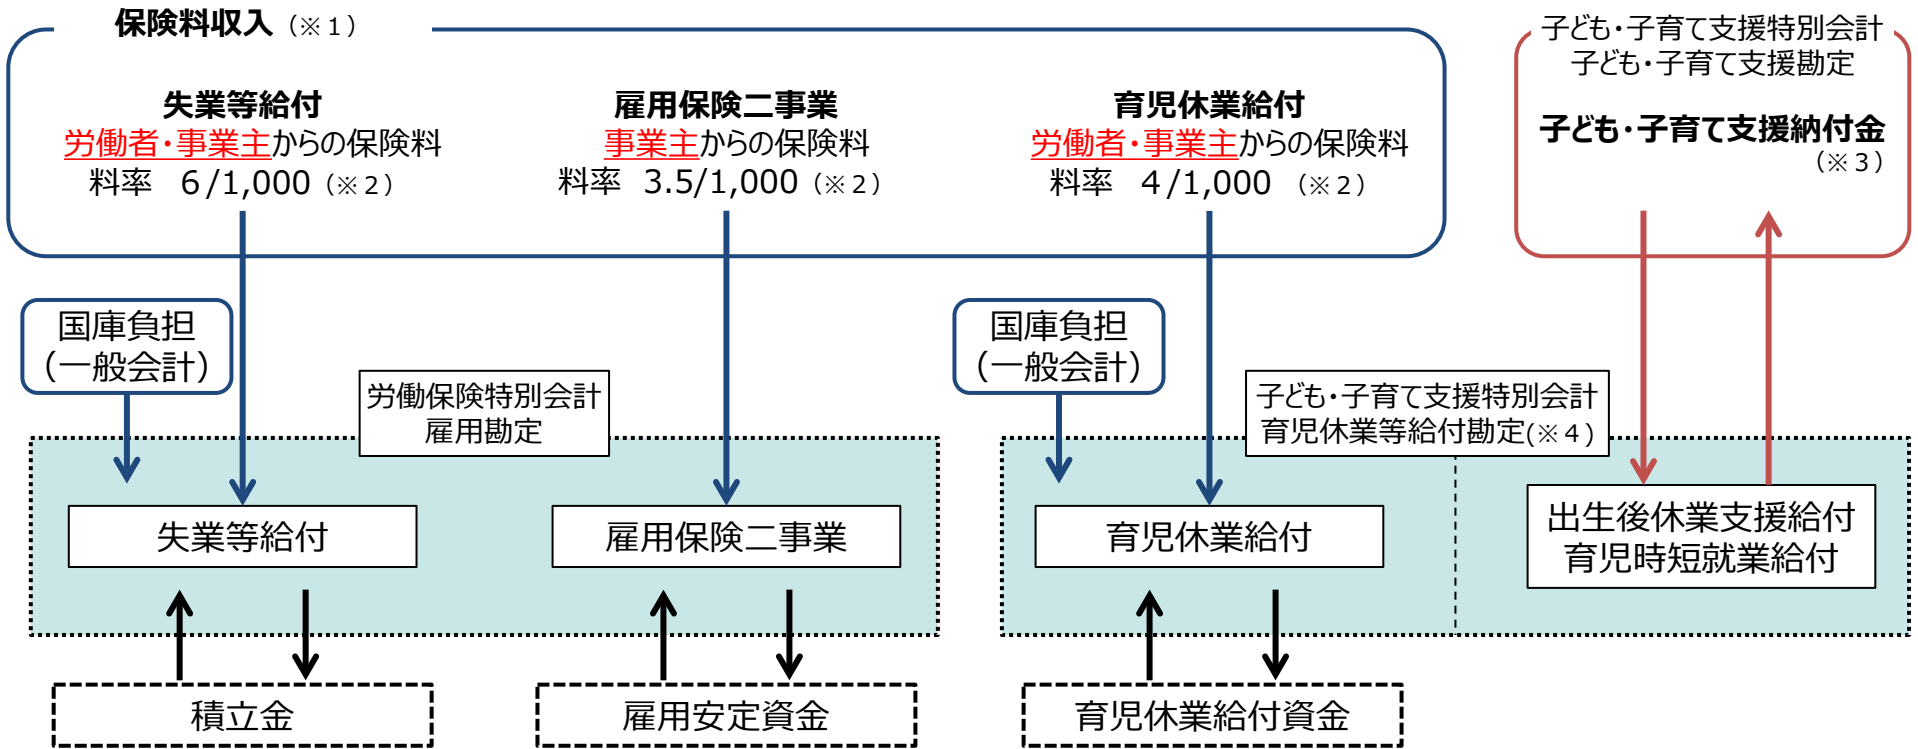 保険料収入（※１）
失業等給付
労働者・事業主からの保険料
料率　６/1,000（※２）
雇用保険二事業
事業主からの保険料
料率　3.5/1,000（※２）
育児休業給付
労働者・事業主からの保険料
料率　４/1,000　（※２）
子ども・子育て支援特別会計
子ども・子育て支援勘定
子ども・子育て支援納付金
（※３）
国庫負担
（一般会計）
労働保険特別会計
雇用勘定
国庫負担
（一般会計）
子ども・子育て支援特別会計
育児休業等給付勘定(※４)
失業等給付
雇用保険二事業
育児休業給付
出生後休業支援給付
育児時短就業給付
積立金
雇用安定資金
育児休業給付資金